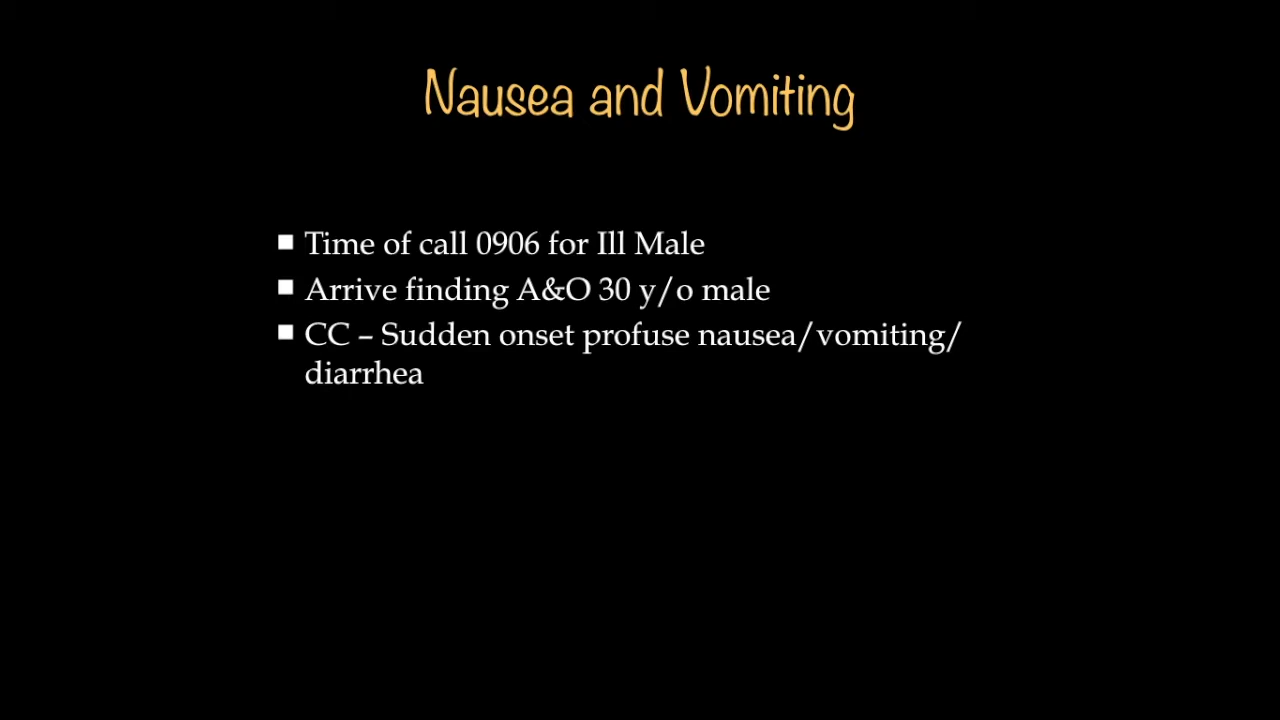 Nausea and Vomiting
■ Time of call 0906 for Ill Male
■ Arrive finding A&O 30 y/o male
■ CC – Sudden onset profuse nausea/vomiting/
diarrhea